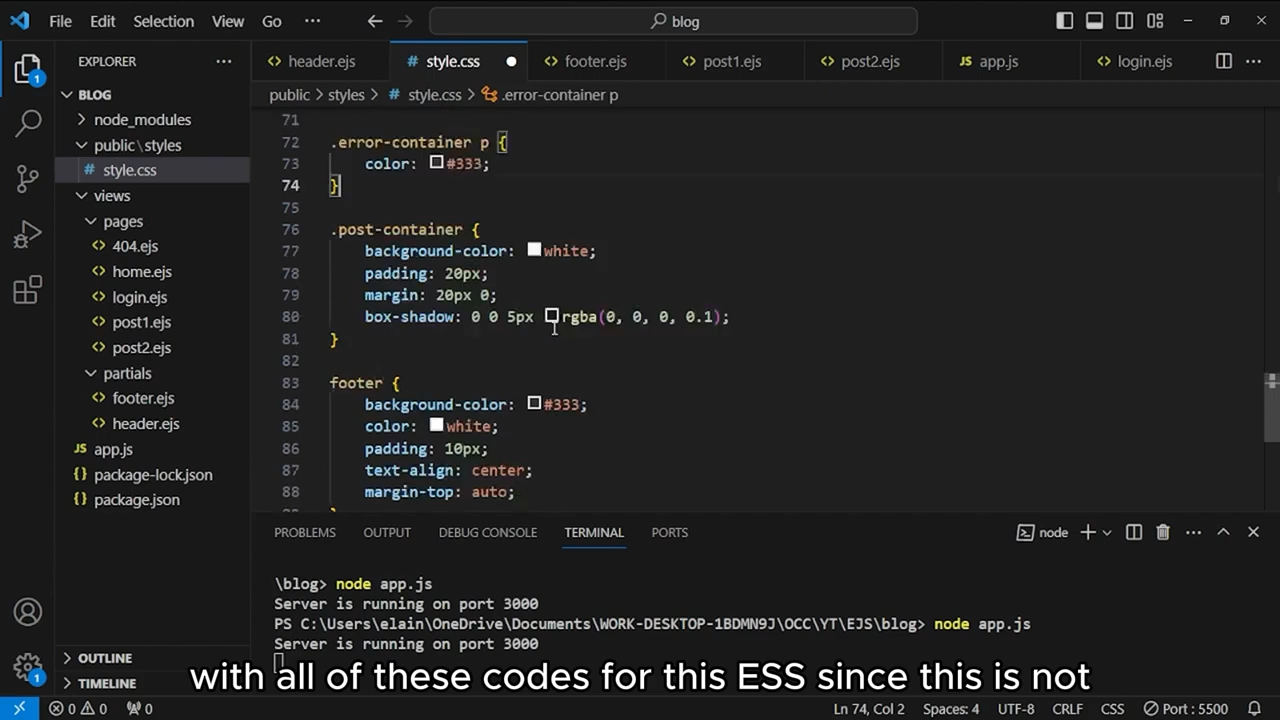 File Edit Selection View Go ··· blog
EXPLORER ···
header.ejs style.css footer.ejs post1.ejs post2.ejs JS app.js login.ejs ···
BLOG
node_modules
public\styles
# style.css
views
pages
404.ejs
home.ejs
login.ejs
post1.ejs
post2.ejs
partials
footer.ejs
header.ejs
JS app.js
{} package-lock.json
{} package.json
OUTLINE
TIMELINE
1
1
public > styles > # style.css > .error-container p
71
72 .error-container p {
73 color: #333;
74 }
75
76 .post-container {
77 background-color: white;
78 padding: 20px;
79 margin: 20px 0;
80 box-shadow: 0 0 5px rgba(0, 0, 0, 0.1);
81 }
82
83 footer {
84 background-color: #333;
85 color: white;
86 padding: 10px;
87 text-align: center;
88 margin-top: auto;
PROBLEMS OUTPUT DEBUG CONSOLE TERMINAL PORTS node
\blog> node app.js
Server is running on port 3000
PS C:\Users\elain\OneDrive\Documents\WORK-DESKTOP-1BDMN9J\OCC\YT\EJS\blog> node app.js
Server is running on port 3000
with all of these codes for this ESS since this is not
0 0 0 Ln 74, Col 2 Spaces: 4 UTF-8 CRLF CSS Port : 5500